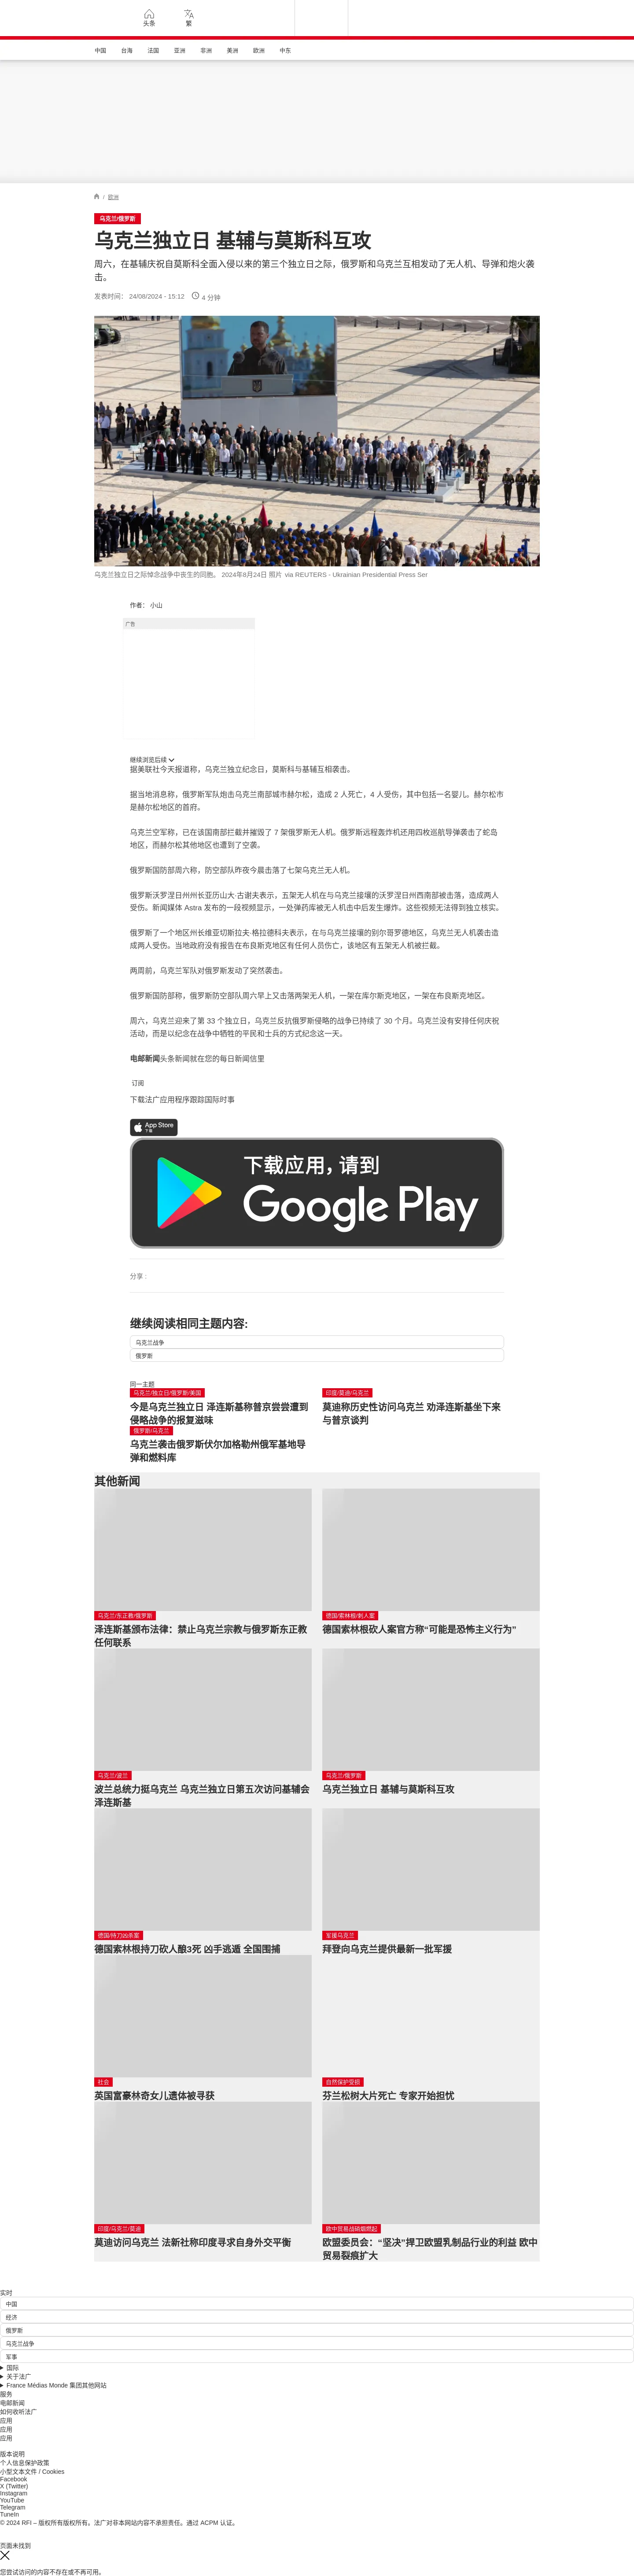 头条
繁
中国 台海 法国 亚洲 非洲 美洲 欧洲 中东
/ 欧洲
乌克兰/俄罗斯
乌克兰独立日 基辅与莫斯科互攻
周六，在基辅庆祝自莫斯科全面入侵以来的第三个独立日之际，俄罗斯和乌克兰互相发动了无人机、导弹和炮火袭
击。
发表时间： 24/08/2024 - 15:12 4 分钟
乌克兰独立日之际悼念战争中丧生的同胞。 2024年8月24日 照片 via REUTERS - Ukrainian Presidential Press Ser
作者： 小山
广告
继续浏览后续
据美联社今天报道称，乌克兰独立纪念日，莫斯科与基辅互相袭击。
据当地消息称，俄罗斯军队炮击乌克兰南部城市赫尔松，造成 2 人死亡，4 人受伤，其中包括一名婴儿。赫尔松市
是赫尔松地区的首府。
乌克兰空军称，已在该国南部拦截并摧毁了 7 架俄罗斯无人机。俄罗斯远程轰炸机还用四枚巡航导弹袭击了蛇岛
地区，而赫尔松其他地区也遭到了空袭。
俄罗斯国防部周六称，防空部队昨夜今晨击落了七架乌克兰无人机。
俄罗斯沃罗涅日州州长亚历山大·古谢夫表示，五架无人机在与乌克兰接壤的沃罗涅日州西南部被击落，造成两人
受伤。新闻媒体 Astra 发布的一段视频显示，一处弹药库被无人机击中后发生爆炸。这些视频无法得到独立核实。
俄罗斯了一个地区州长维亚切斯拉夫·格拉德科夫表示，在与乌克兰接壤的别尔哥罗德地区，乌克兰无人机袭击造
成两人受伤。当地政府没有报告在布良斯克地区有任何人员伤亡，该地区有五架无人机被拦截。
两周前，乌克兰军队对俄罗斯发动了突然袭击。
俄罗斯国防部称，俄罗斯防空部队周六早上又击落两架无人机，一架在库尔斯克地区，一架在布良斯克地区。
周六，乌克兰迎来了第 33 个独立日，乌克兰反抗俄罗斯侵略的战争已持续了 30 个月。乌克兰没有安排任何庆祝
活动，而是以纪念在战争中牺牲的平民和士兵的方式纪念这一天。
电邮新闻头条新闻就在您的每日新闻信里
订阅
下载法广应用程序跟踪国际时事
App Store
下载
下载应用，请到
Google Play
分享 :
继续阅读相同主题内容:
乌克兰战争
俄罗斯
同一主题
乌克兰/独立日/俄罗斯/美国
今是乌克兰独立日 泽连斯基称普京尝尝遭到
侵略战争的报复滋味
印度/莫迪/乌克兰
莫迪称历史性访问乌克兰 劝泽连斯基坐下来
与普京谈判
俄罗斯/乌克兰
乌克兰袭击俄罗斯伏尔加格勒州俄军基地导
弹和燃料库
其他新闻
乌克兰/东正教/俄罗斯
泽连斯基颁布法律：禁止乌克兰宗教与俄罗斯东正教
任何联系
德国/索林根/刺人案
德国索林根砍人案官方称“可能是恐怖主义行为”
乌克兰/波兰
波兰总统力挺乌克兰 乌克兰独立日第五次访问基辅会
泽连斯基
乌克兰/俄罗斯
乌克兰独立日 基辅与莫斯科互攻
德国/持刀凶杀案
德国索林根持刀砍人酿3死 凶手逃遁 全国围捕
军援乌克兰
拜登向乌克兰提供最新一批军援
社会
英国富豪林奇女儿遗体被寻获
自然保护受损
芬兰松树大片死亡 专家开始担忧
印度/乌克兰/莫迪
莫迪访问乌克兰 法新社称印度寻求自身外交平衡
欧中贸易战硝烟燃起
欧盟委员会：“坚决”捍卫欧盟乳制品行业的利益 欧中
贸易裂痕扩大
实时
中国
经济
俄罗斯
乌克兰战争
军事
国际
关于法广
France Médias Monde 集团其他网站
服务
电邮新闻
如何收听法广
应用
应用
应用
版本说明
个人信息保护政策
小型文本文件 / Cookies
Facebook
X (Twitter)
Instagram
YouTube
Telegram
TuneIn
© 2024 RFI – 版权所有版权所有。法广对非本网站内容不承担责任。通过 ACPM 认证。
页面未找到
您尝试访问的内容不存在或不再可用。